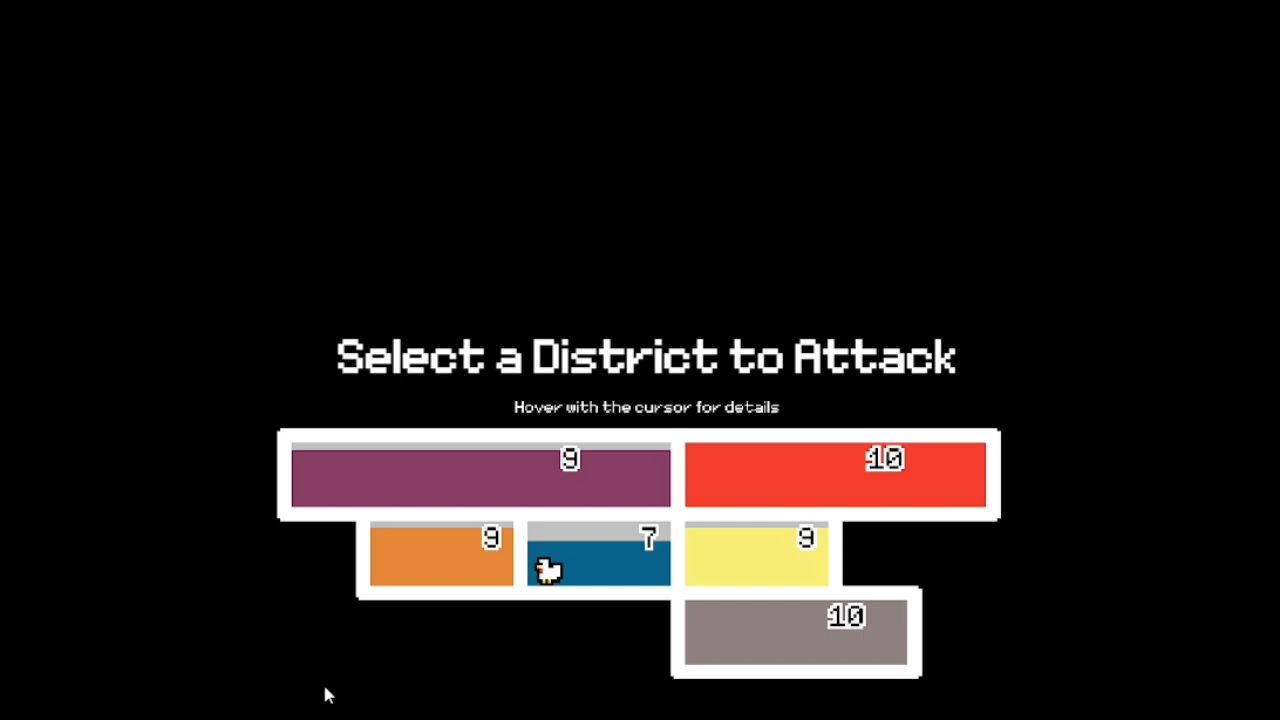 Select a District to Attack
Hover with the cursor for details
9 10
9 7 9
10